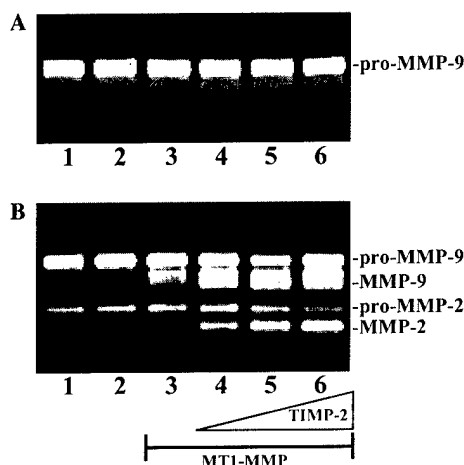 A
-pro-MMP-9
1 2 3 4 5 6
B
-pro-MMP-9
-MMP-9
-pro-MMP-2
-MMP-2
1 2 3 4 5 6
TIMP-2
MT1-MMP